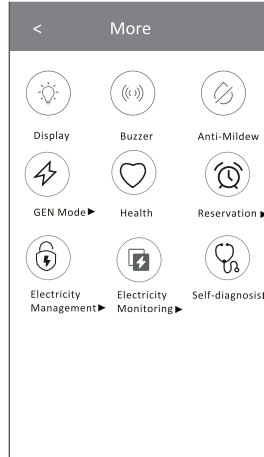 < More
Display Buzzer Anti-Mildew
GEN Mode▶ Health Reservation▶
Electricity Electricity Self-diagnosis▶
Management▶ Monitoring▶